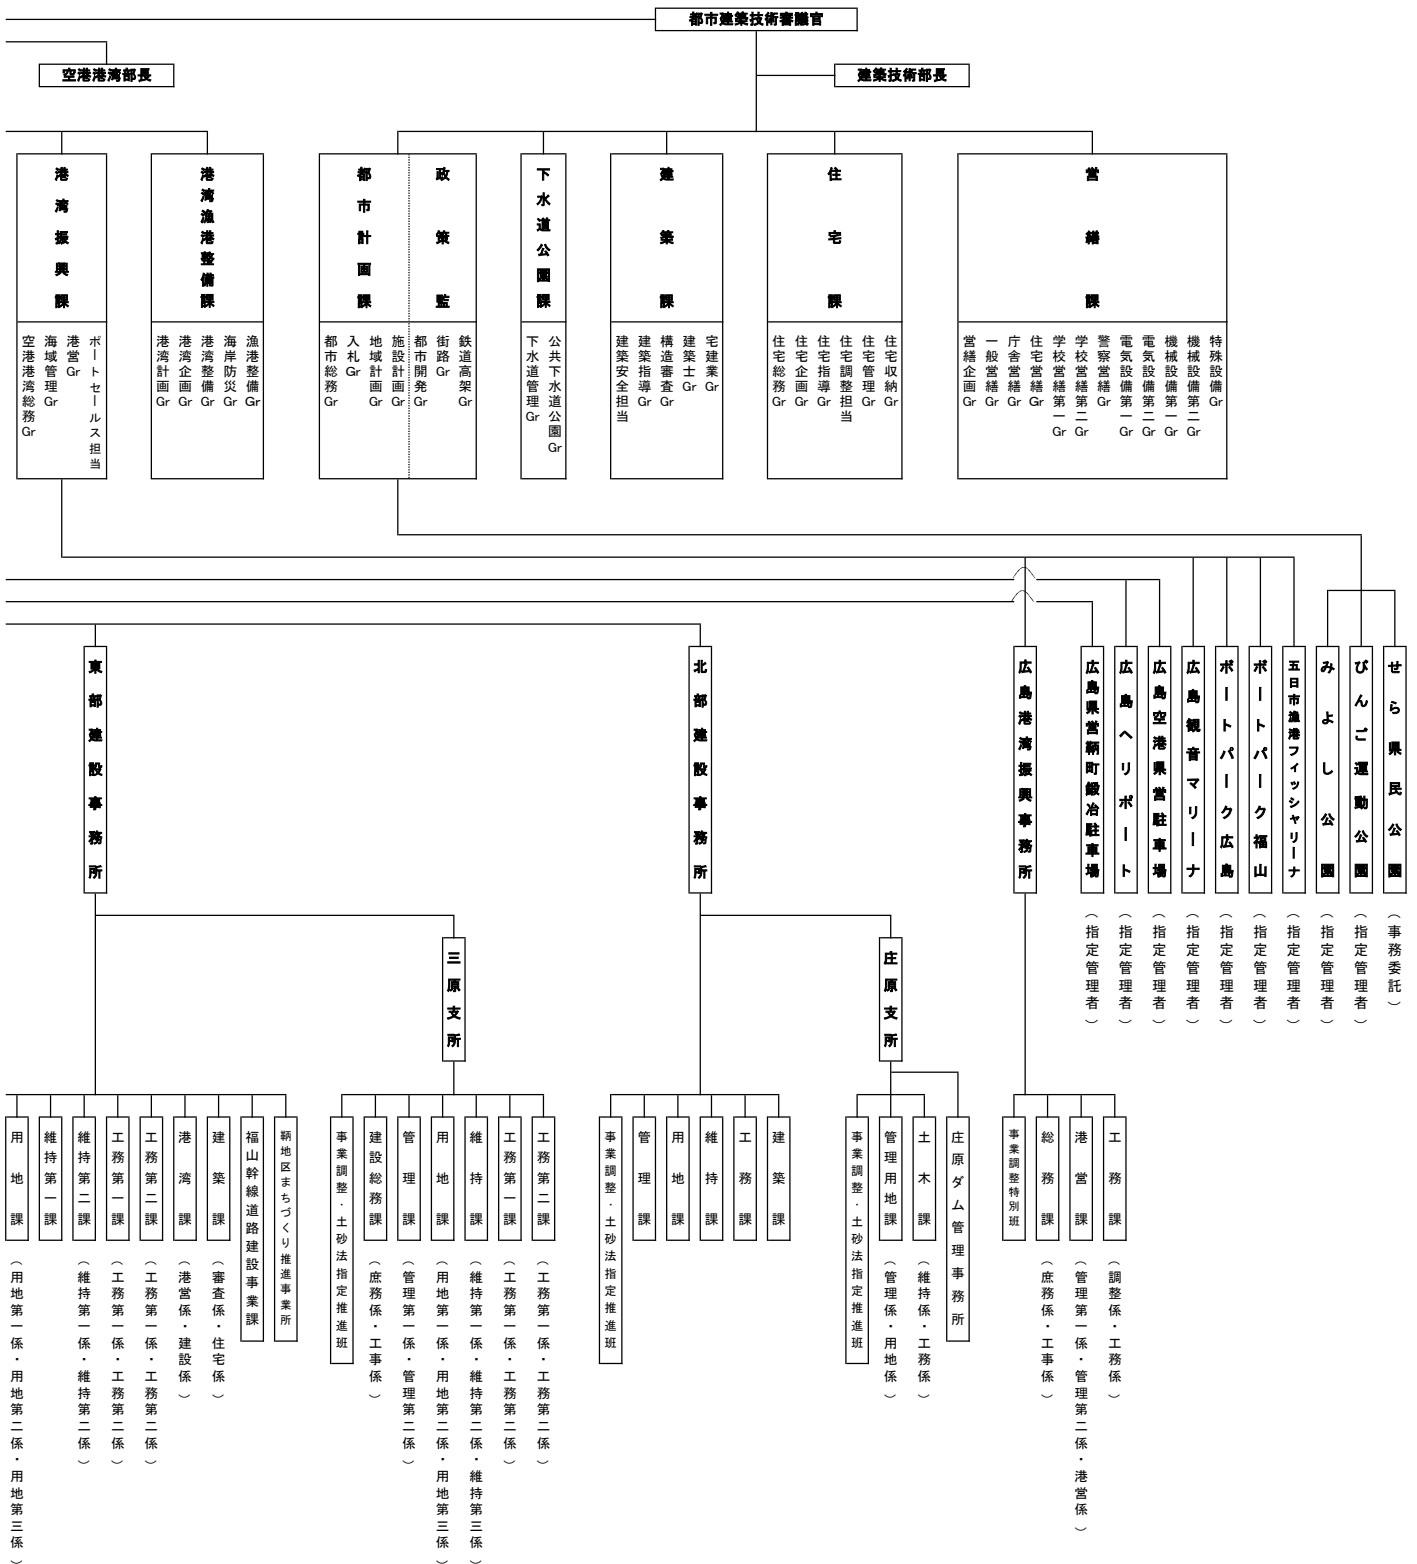 都市建築技術審議官
空港港湾部長
建築技術部長
港湾振興課
空港港湾総務Gr
海域管理Gr
港営Gr
ポートセールス担当
港湾漁港整備課
港湾計画Gr
港湾企画Gr
港湾整備Gr
海岸防災Gr
漁港整備Gr
都市計画課
政策監
都市総務Gr
入札Gr
地域計画Gr
施設計画Gr
都市開発Gr
街路Gr
鉄道高架Gr
下水道公園課
下水道管理Gr
公共下水道公園Gr
建築課
建築安全担当
建築指導Gr
構造審査Gr
建築士Gr
宅建業Gr
住宅課
住宅総務Gr
住宅企画Gr
住宅指導Gr
住宅調整担当
住宅管理Gr
住宅収納Gr
営繕課
営繕企画Gr
一般営繕Gr
庁舎営繕Gr
住宅営繕Gr
学校営繕第一Gr
学校営繕第二Gr
警察営繕Gr
電気設備第一Gr
電気設備第二Gr
機械設備第一Gr
機械設備第二Gr
特殊設備Gr
東部建設事務所
北部建設事務所
広島港湾振興事務所
広島県営鞆町鍛冶駐車場
（指定管理者）
広島ヘリポート
（指定管理者）
広島空港県営駐車場
（指定管理者）
広島観音マリーナ
（指定管理者）
ボートパーク広島
（指定管理者）
ボートパーク福山
（指定管理者）
五日市漁港フィッシャリーナ
（指定管理者）
みよし公園
（指定管理者）
びんご運動公園
（指定管理者）
せら県民公園
（事務委託）
三原支所
庄原支所
用地課
（用地第一係・用地第二係・用地第三係）
維持第一課
維持第二課
（維持第一係・維持第二係）
工務第一課
（工務第一係・工務第二係）
工務第二課
（工務第一係・工務第二係）
港湾課
（港営係・建設係）
建築課
（審査係・住宅係）
福山幹線道路建設事業課
鞆地区まちづくり推進事業所
事業調整・土砂法指定推進班
建設総務課
（庶務係・工事係）
管理課
（管理第一係・管理第二係）
用地課
（用地第一係・用地第二係・用地第三係）
維持課
（維持第一係・維持第二係・維持第三係）
工務第一課
（工務第一係・工務第二係）
工務第二課
（工務第一係・工務第二係）
事業調整・土砂法指定推進班
管理課
用地課
維持課
工務課
建築課
事業調整・土砂法指定推進班
管理用地課
（管理係・用地係）
土木課
（維持係・工務係）
庄原ダム管理事務所
事業調整特別班
総務課
（庶務係・工事係）
港営課
（管理第一係・管理第二係・港営係）
工務課
（調整係・工務係）